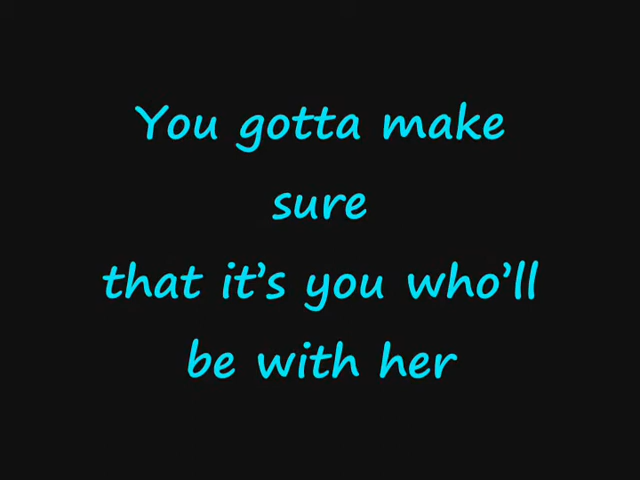 You gotta make
sure
that it's you who'll
be with her